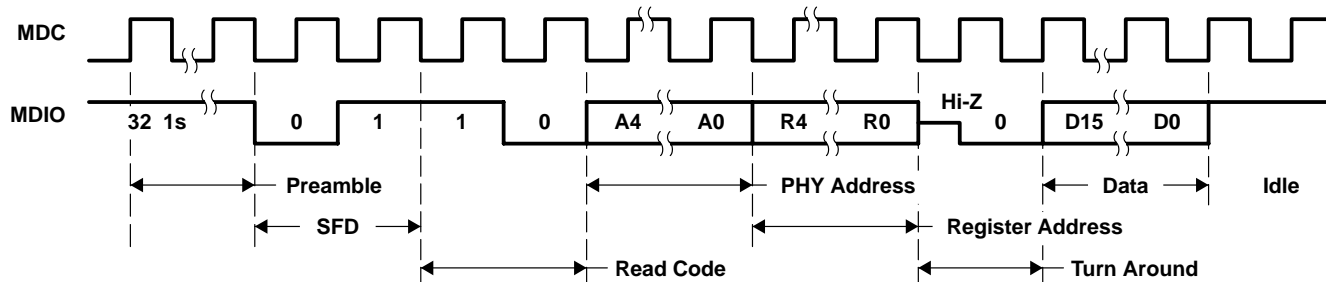 MDC
Hi-Z
MDIO
32 1s 0 1 1 0 A4 A0 R4 R0 0 D15 D0
Preamble PHY Address Data Idle
SFD Register Address
Read Code Turn Around